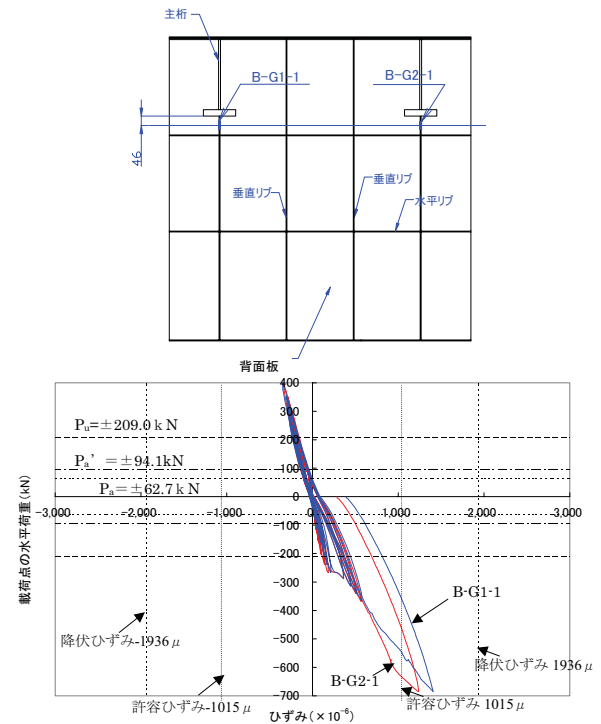 主桁
B-G1-1
B-G2-1
46
垂直リブ
垂直リブ
水平リブ
背面板
400
300
200
100
0
-100
-200
-300
-400
-500
-600
-700
-3,000
-2,000
-1,000
0
1,000
2,000
3,000
載荷点の水平荷重(kN)
Pu=±209.0kN
Pa'=±94.1kN
Pa=±62.7kN
B-G1-1
B-G2-1
降伏ひずみ-1936μ
許容ひずみ-1015μ
降伏ひずみ 1936μ
許容ひずみ 1015μ
ひずみ(×10⁻⁶)